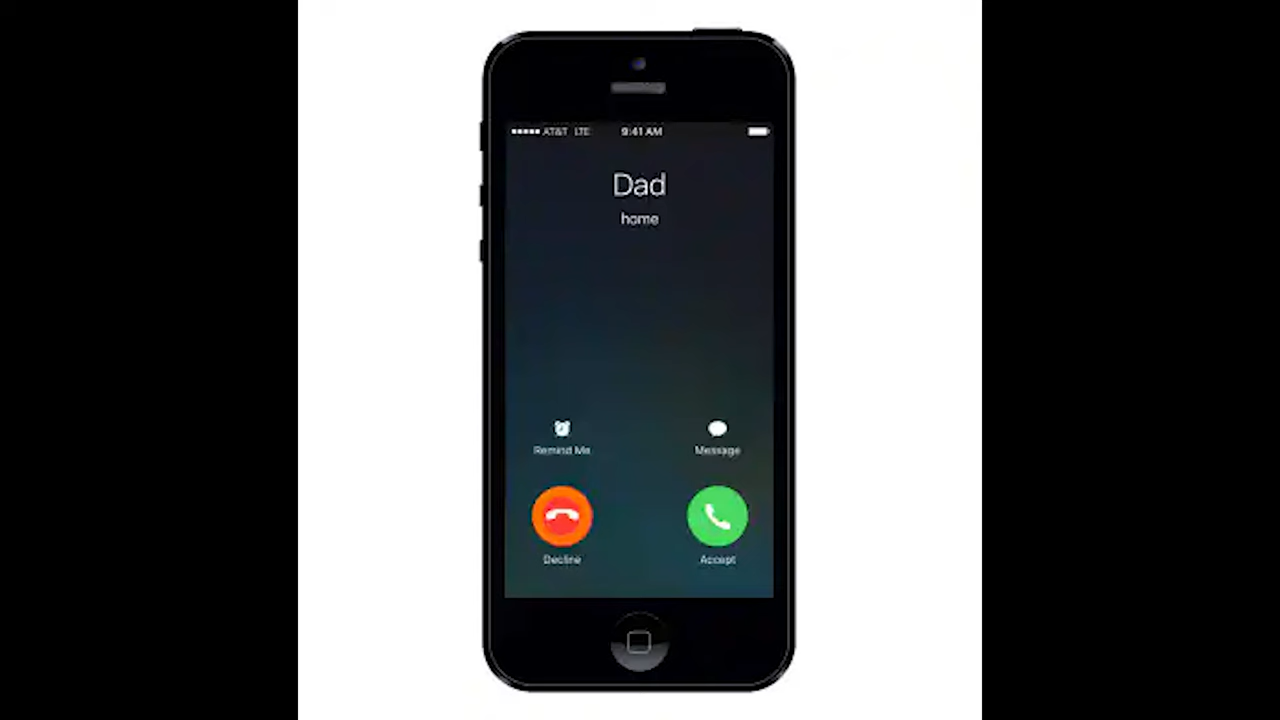 AT&T LTE 9:41 AM
Dad
home
Remind Me Message
Decline Accept